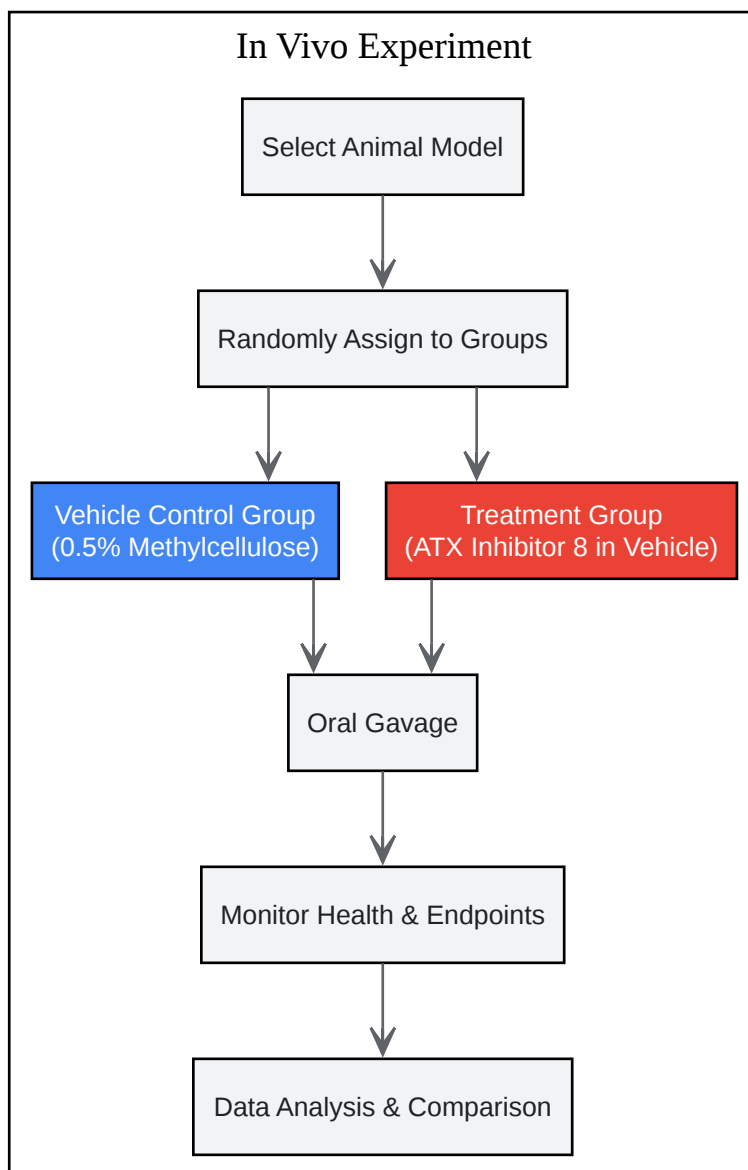 In Vivo Experiment
Select Animal Model
Randomly Assign to Groups
Vehicle Control Group
(0.5% Methylcellulose)
Treatment Group
(ATX Inhibitor 8 in Vehicle)
Oral Gavage
Monitor Health & Endpoints
Data Analysis & Comparison